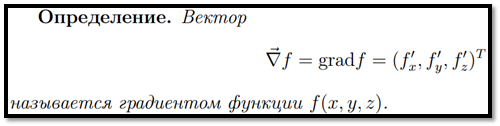 Определение. Вектор
∇⃗f = gradf = (f′ₓ, f′ᵧ, f′_z)ᵀ
называется градиентом функции f(x, y, z).